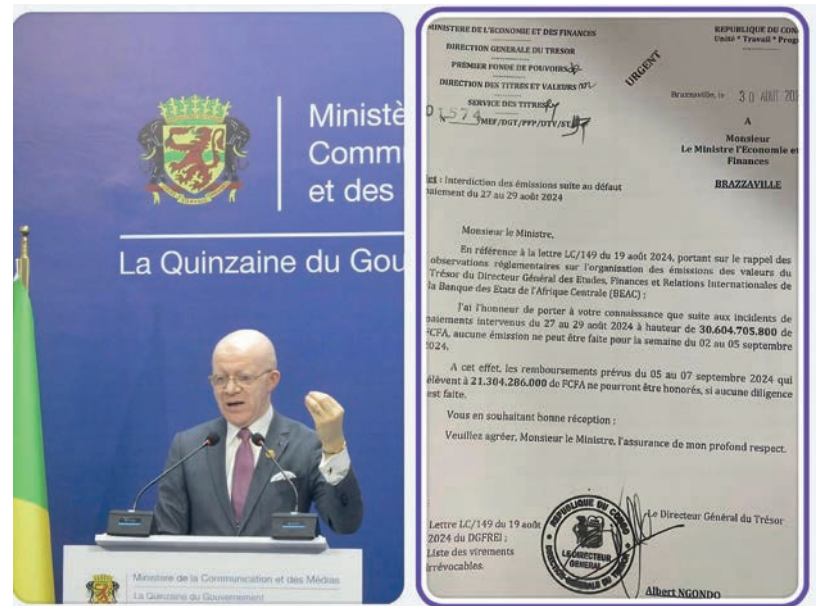 Ministè
Comm
et des
La Quinzaine du Gou
Ministère de la Communication et des Médias
La Quinzaine du Gouvernement
MINISTERE DE L'ECONOMIE ET DES FINANCES
DIRECTION GENERALE DU TRESOR
PREMIER FONDE DE POUVOIRS
DIRECTION DES TITRES ET VALEURS
SERVICE DES TITRES
1574 MEF/DGT/PFP/DTV/ST
URGENT
REPUBLIQUE DU CON
Unité * Travail * Prog
Brazzaville, le 30 AOUT 202
A
Monsieur
Le Ministre l'Economie et
Finances
BRAZZAVILLE
jet : Interdiction des émissions suite au défaut
paiement du 27 au 29 août 2024
Monsieur le Ministre,
En référence à la lettre LC/149 du 19 août 2024, portant sur le rappel des
observations réglementaires sur l'organisation des émissions des valeurs du
Trésor du Directeur Général des Etudes, Finances et Relations Internationales de
la Banque des Etats de l'Afrique Centrale (BEAC) ;
J'ai l'honneur de porter à votre connaissance que suite aux incidents de
paiements intervenus du 27 au 29 août 2024 à hauteur de 30.604.705.800 de
FCFA, aucune émission ne peut être faite pour la semaine du 02 au 05 septembre
2024.
A cet effet, les remboursements prévus du 05 au 07 septembre 2024 qui
élèvent à 21.304.286.000 de FCFA ne pourront être honorés, si aucune diligence
est faite.
Vous en souhaitant bonne réception :
Veuillez agréer, Monsieur le Ministre, l'assurance de mon profond respect.
Lettre LC/149 du 19 août
2024 du DGFREI ;
Liste des virements
irrévocables.
REPUBLIQUE DU CONGO
LE DIRECTEUR
GENERAL
Le Directeur Général du Trésor
Albert NGONDO